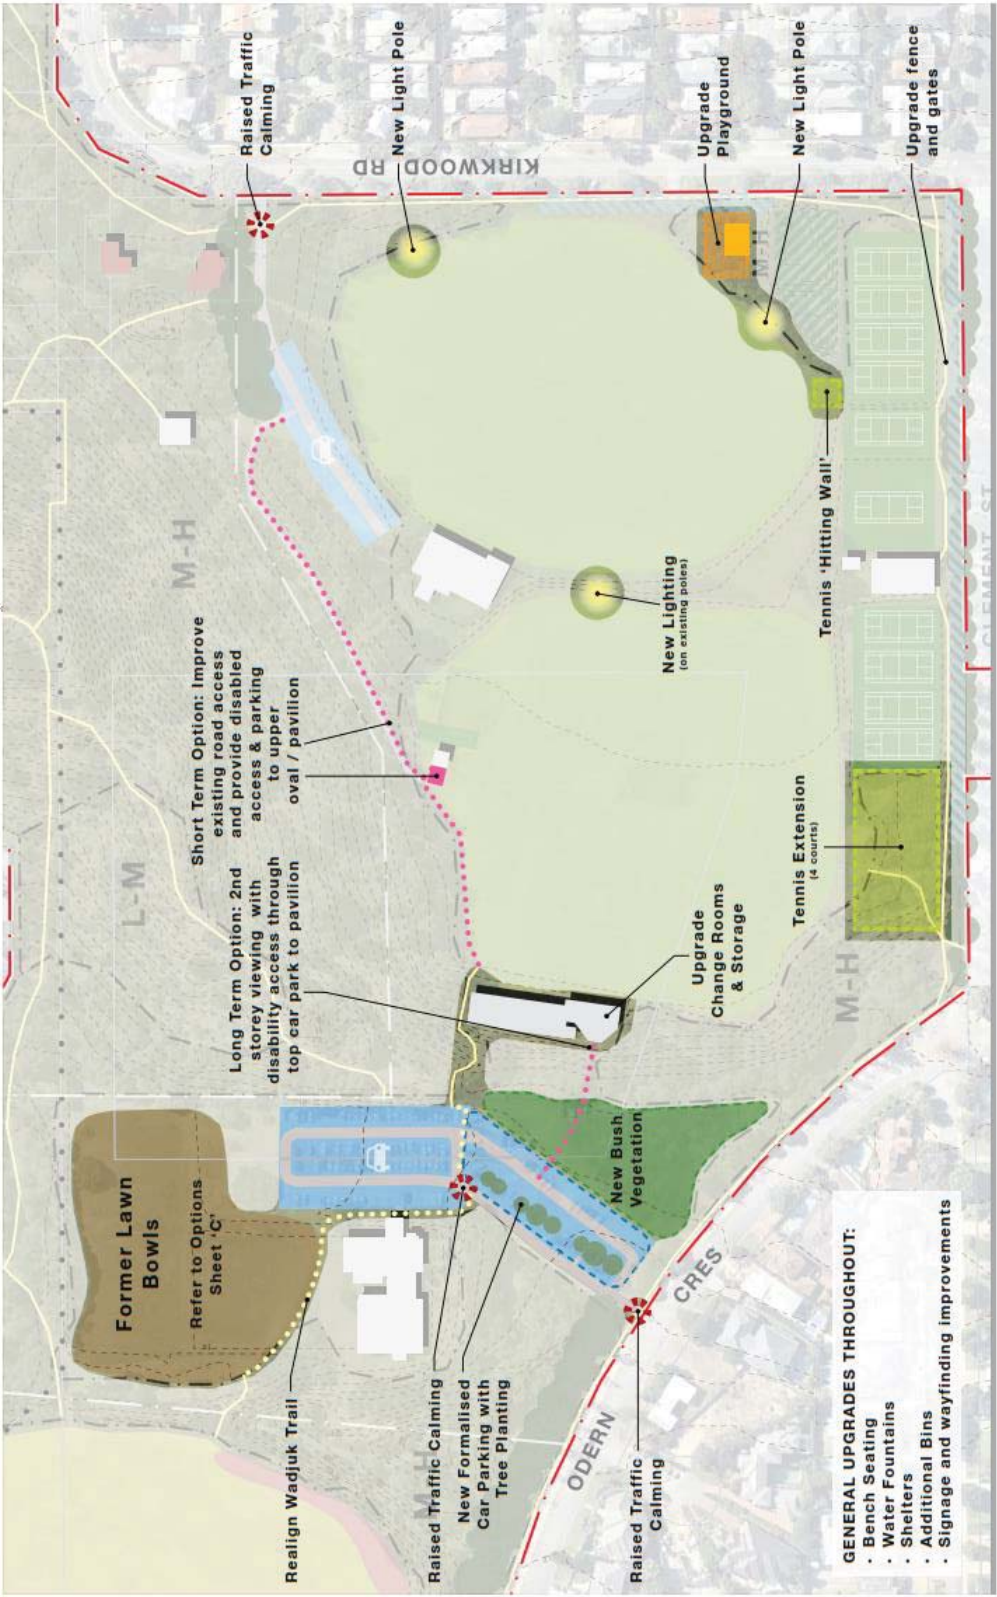 Realign Wadjuk Trail
Raised Traffic Calming
New Formalised
Car Parking with
Tree Planting
Raised Traffic
Calming
Former Lawn
Bowls
Refer to Options
Sheet 'C'
Long Term Option: 2nd
storey viewing with
disability access through
top car park to pavilion
Short Term Option: Improve
existing road access
and provide disabled
access & parking
to upper
oval / pavilion
L-M
M-H
Raised Traffic
Calming
New Light Pole
KIRKWOOD RD
Upgrade
Playground
M-H
New Light Pole
Upgrade fence
and gates
New Lighting
(on existing poles)
Tennis 'Hitting Wall'
CLEMENT ST
Tennis Extension
(4 courts)
Upgrade
Change Rooms
& Storage
M-H
New Bush
Vegetation
ODERN
CRES
GENERAL UPGRADES THROUGHOUT:
· Bench Seating
· Water Fountains
· Shelters
· Additional Bins
· Signage and wayfinding improvements